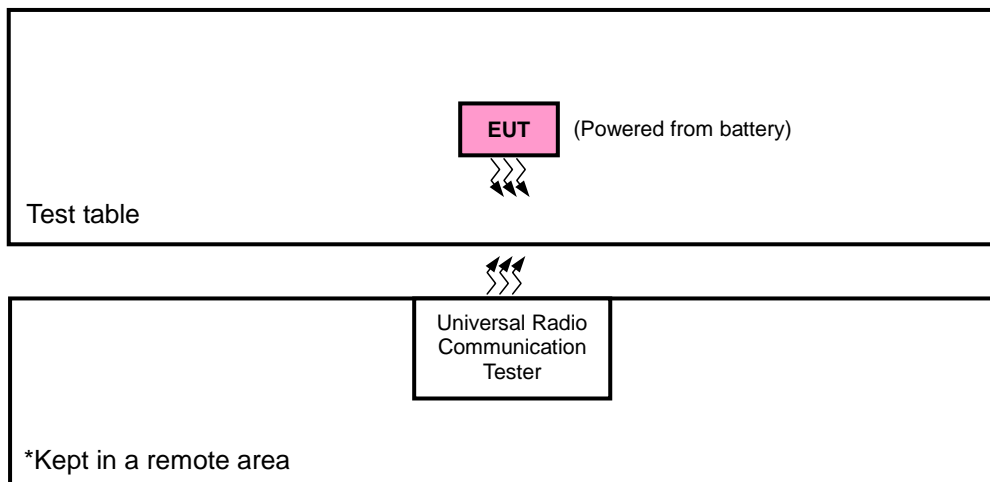 EUT
(Powered from battery)
Test table
Universal Radio
Communication
Tester
*Kept in a remote area